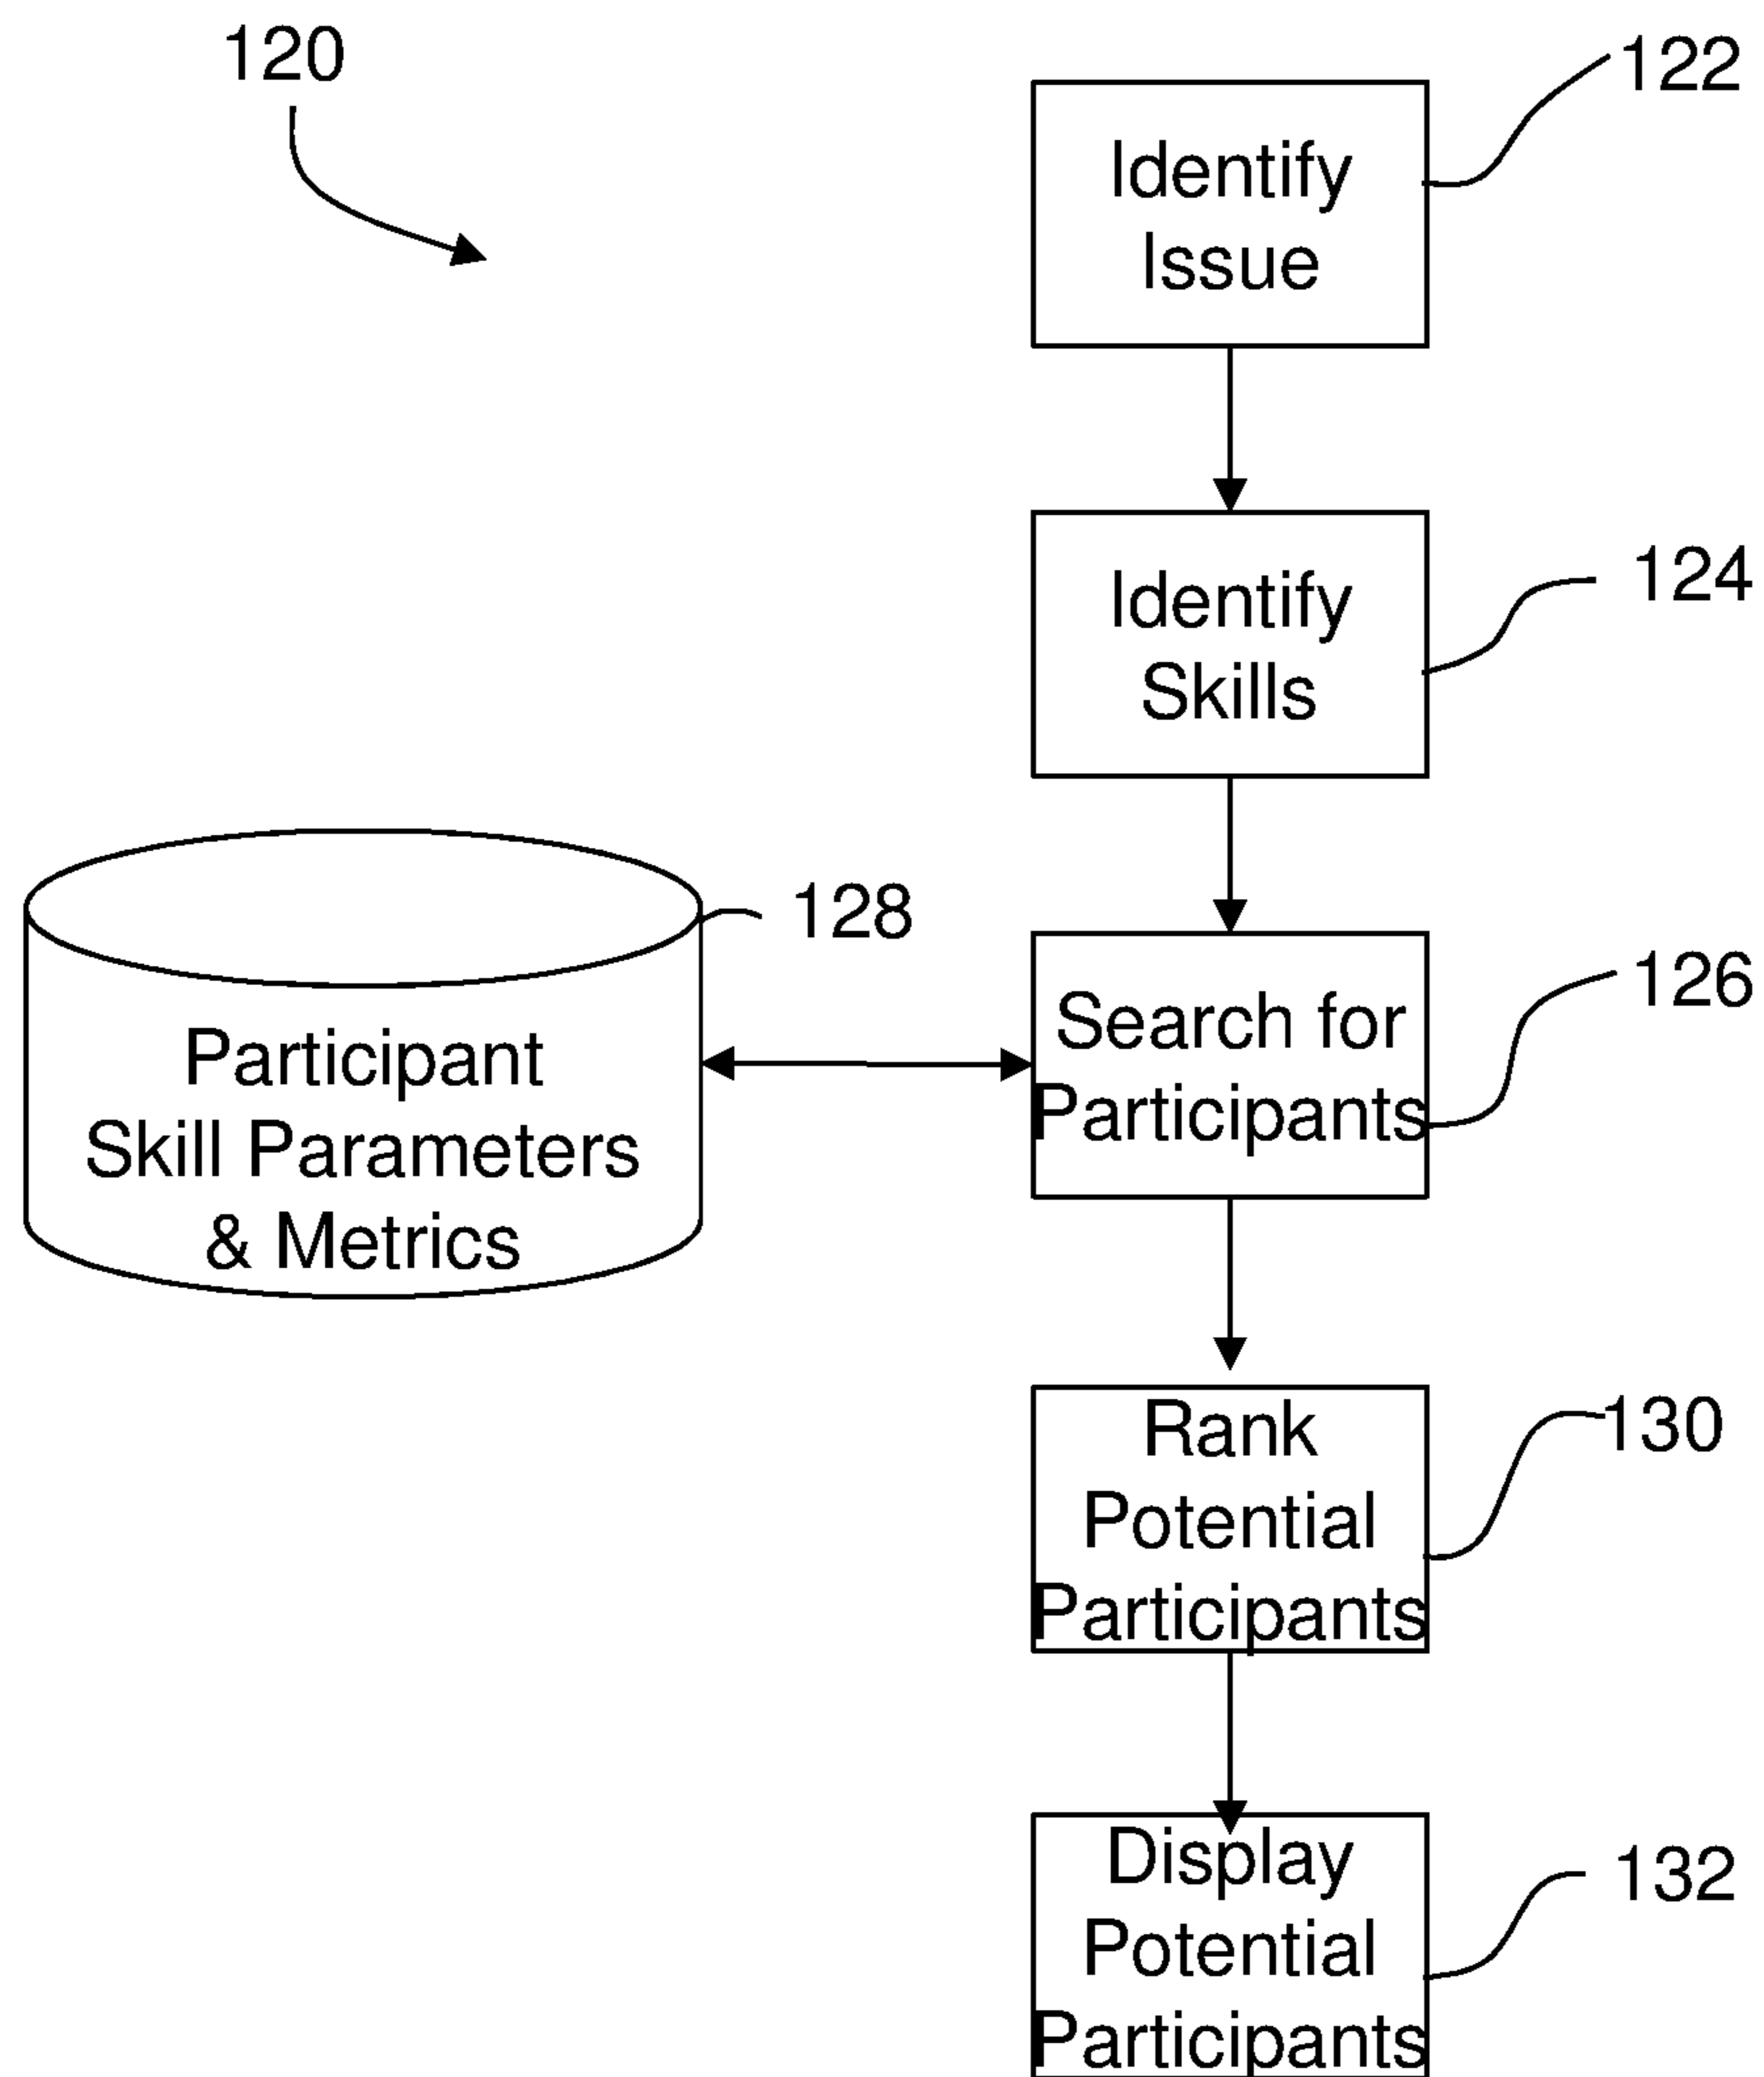 120
122
Identify
Issue
124
Identify
Skills
128
126
Search for
Participants
Participant
Skill Parameters
& Metrics
130
Rank
Potential
Participants
132
Display
Potential
Participants